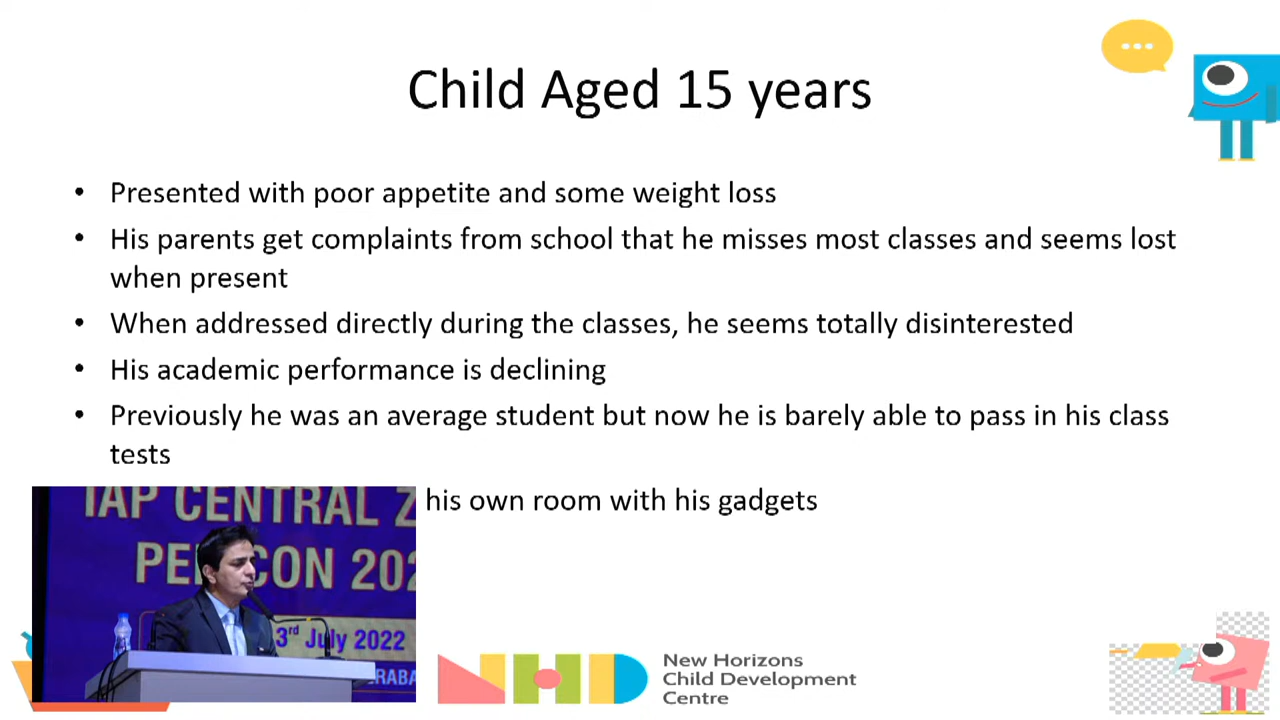 Child Aged 15 years
• Presented with poor appetite and some weight loss
• His parents get complaints from school that he misses most classes and seems lost
when present
• When addressed directly during the classes, he seems totally disinterested
• His academic performance is declining
• Previously he was an average student but now he is barely able to pass in his class
tests
his own room with his gadgets
IAP CENTRAL
CON 202
3rd July 2022
NHD
New Horizons
Child Development
Centre